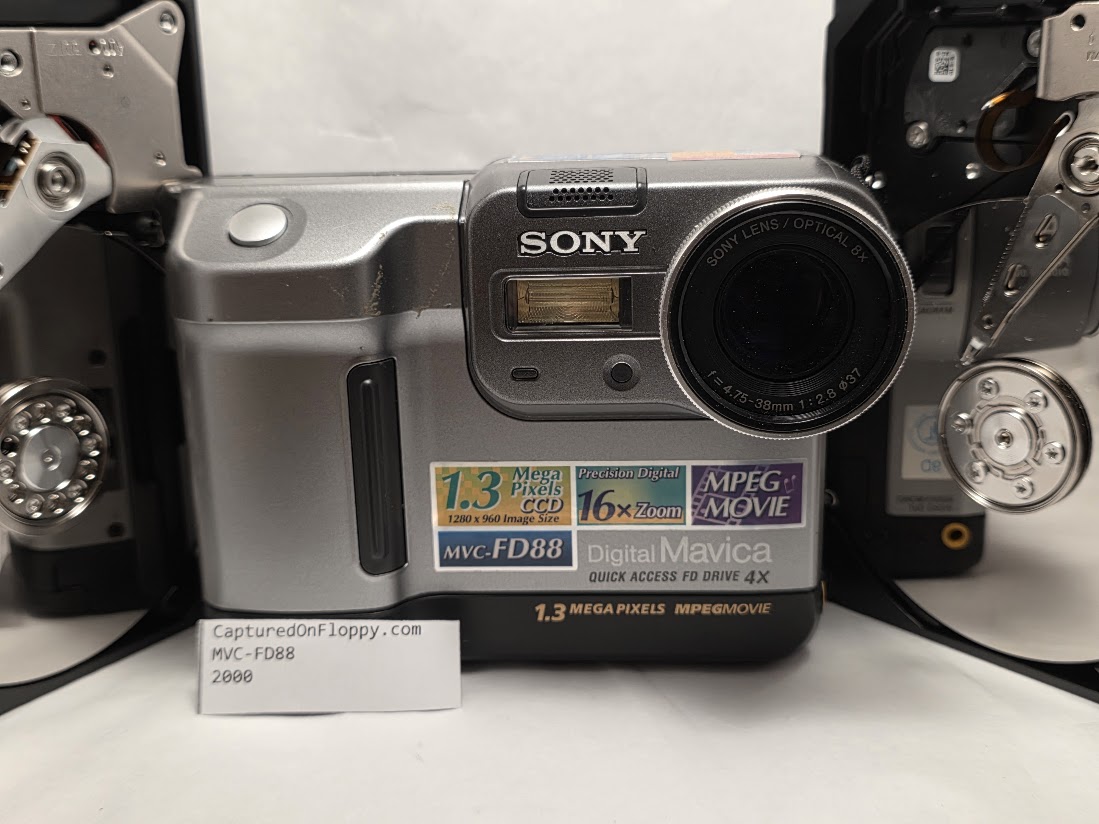 SONY
SONY LENS / OPTICAL 8X
f=4.75-38mm 1:2.8 ø37
1.3 Mega Pixels CCD
1280 x 960 Image Size
Precision Digital
16x Zoom
MPEG MOVIE
MVC-FD88
Digital Mavica
QUICK ACCESS FD DRIVE 4X
1.3 MEGA PIXELS MPEGMOVIE
CapturedOnFloppy.com
MVC-FD88
2000